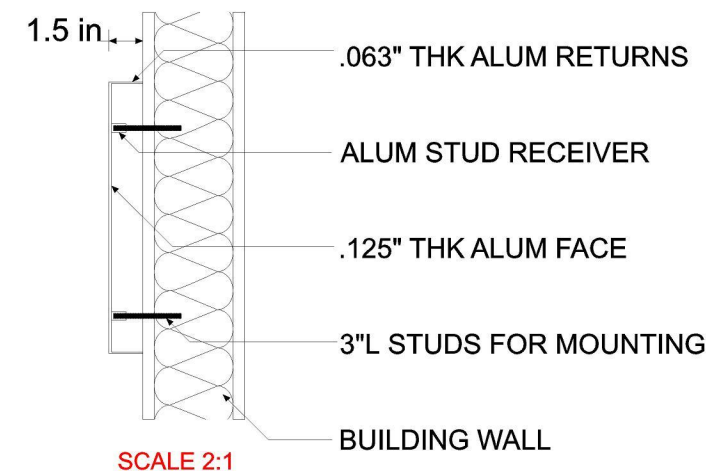 1.5 in
.063" THK ALUM RETURNS
ALUM STUD RECEIVER
.125" THK ALUM FACE
3"L STUDS FOR MOUNTING
BUILDING WALL
SCALE 2:1